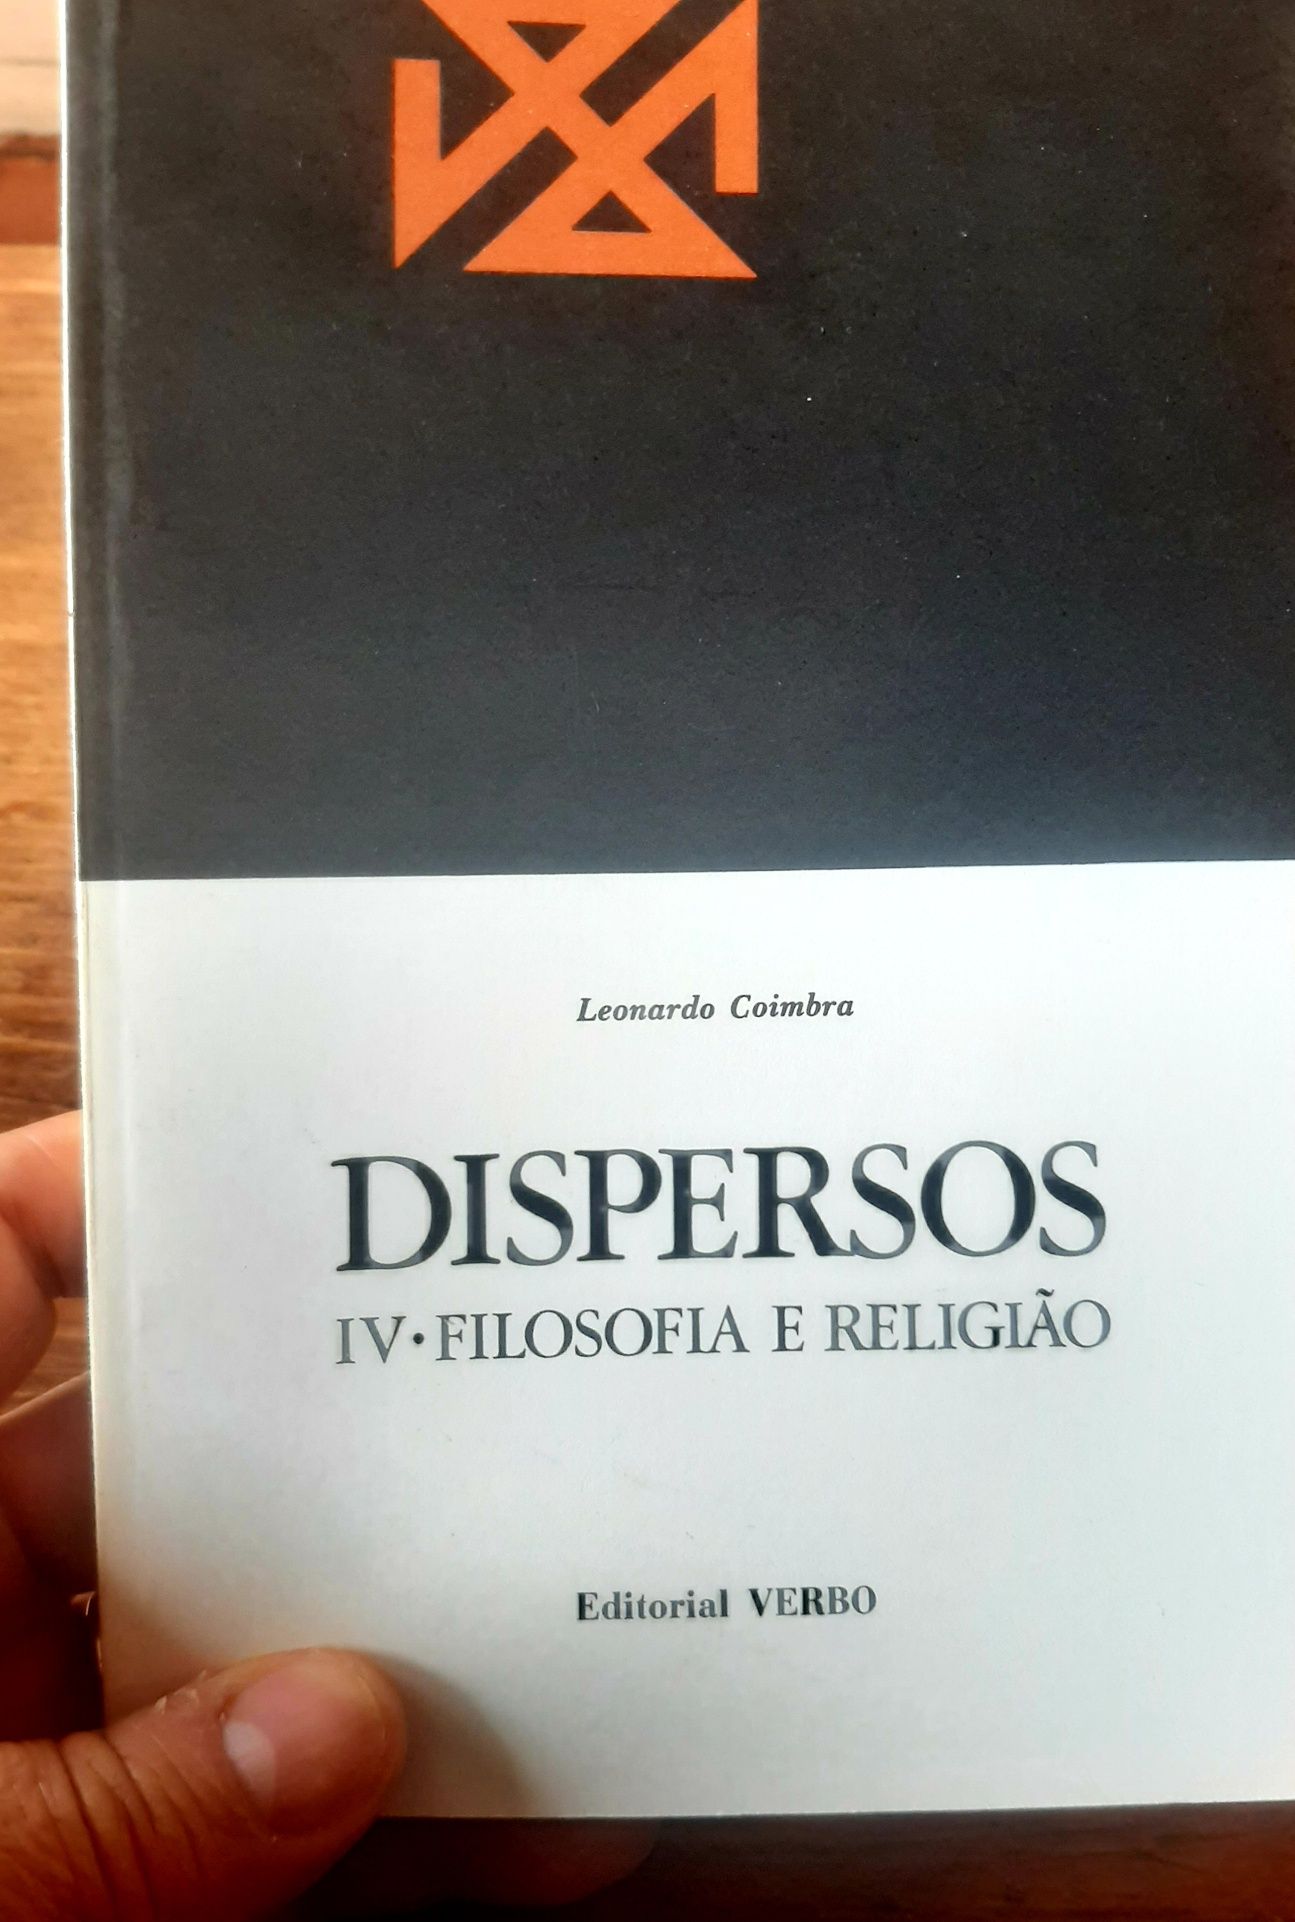 Leonardo Coimbra
DISPERSOS
IV • FILOSOFIA E RELIGIÃO
Editorial VERBO